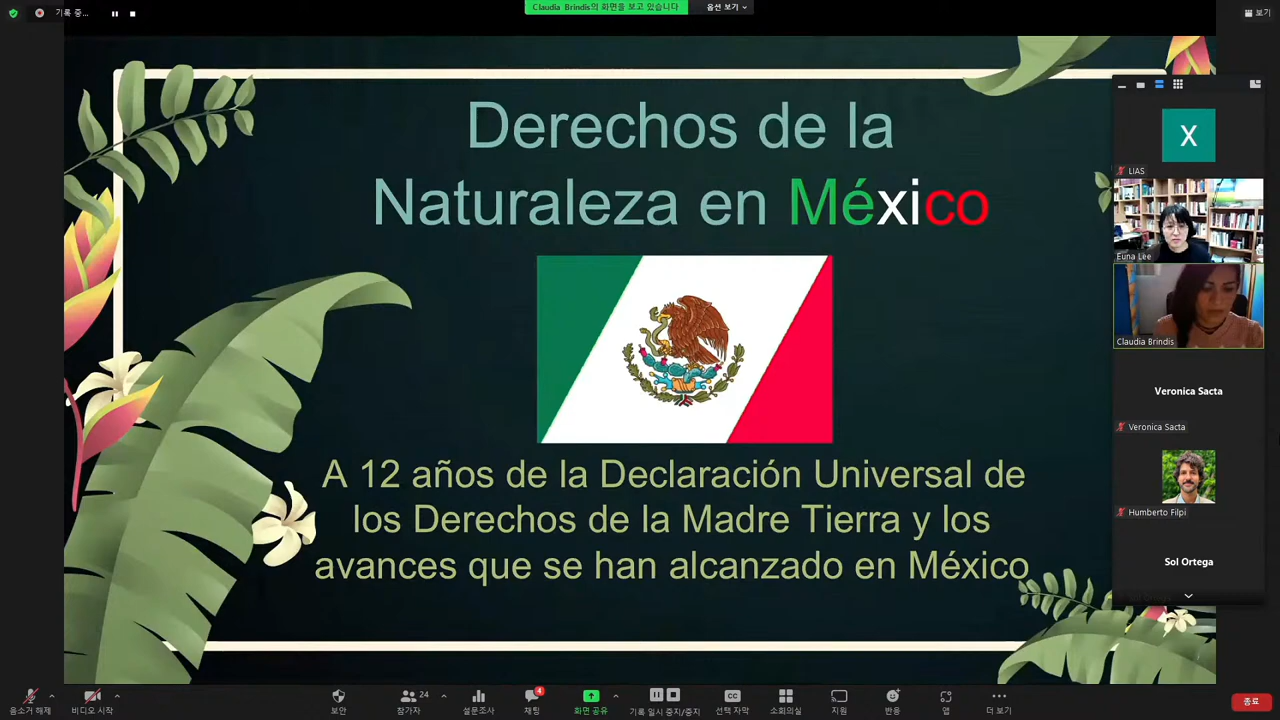 기록 중...
Claudia Brindis의 화면을 보고 있습니다
옵션 보기
보기
Derechos de la
Naturaleza en México
A 12 años de la Declaración Universal de
los Derechos de la Madre Tierra y los
avances que se han alcanzado en México
X
LIAS
Euna Lee
Claudia Brindis
Veronica Sacta
Veronica Sacta
Humberto Filpi
Sol Ortega
음소거 해제
비디오 시작
보안
24
참가자
설문조사
4
채팅
화면 공유
기록 일시 중지/중지
선택 자막
소회의실
지원
반응
앱
더 보기
종료